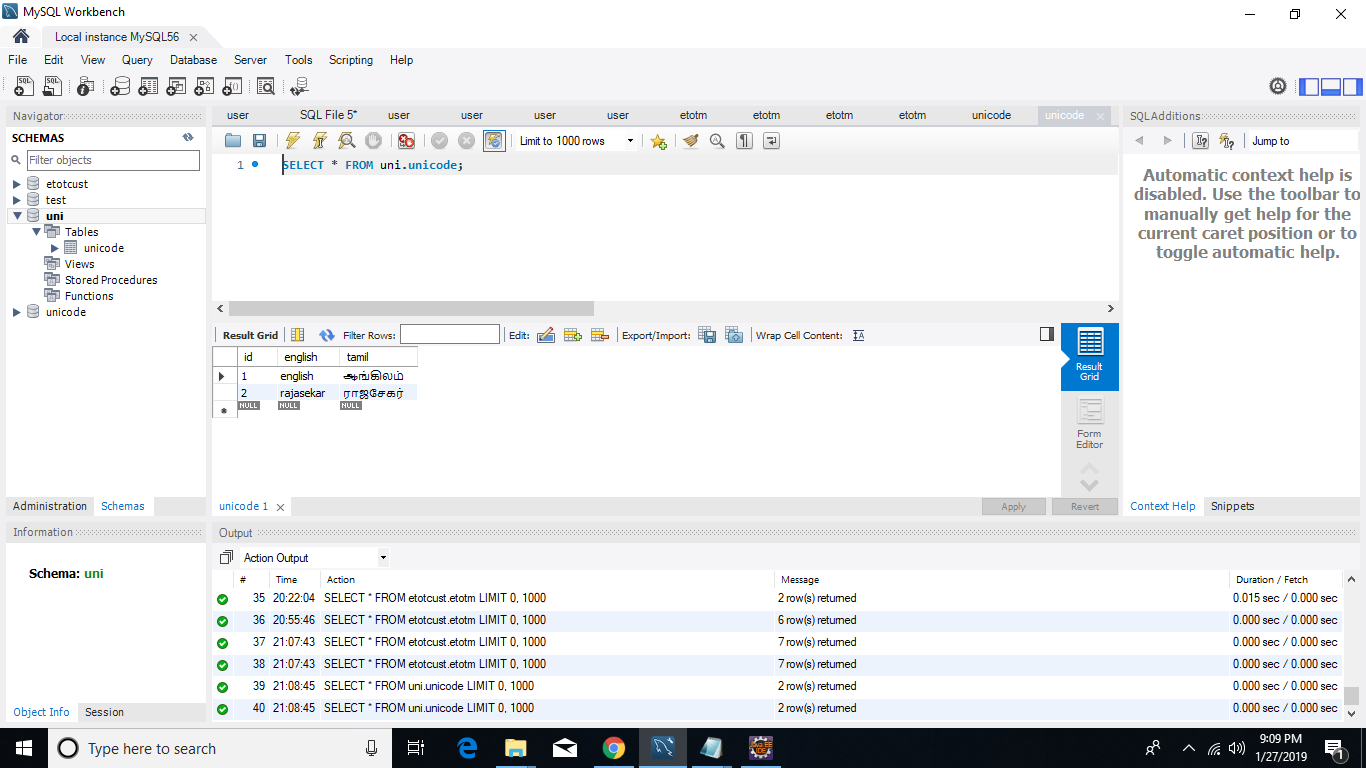 MySQL Workbench
Local instance MySQL56
File Edit View Query Database Server Tools Scripting Help
Navigator
SCHEMAS
Filter objects
etotcust
test
uni
Tables
unicode
Views
Stored Procedures
Functions
unicode
Administration Schemas
Information
Schema: uni
Object Info Session
user SQL File 5* user user user user etotm etotm etotm etotm unicode unicode
Limit to 1000 rows
1 SELECT * FROM uni.unicode;
Result Grid Filter Rows: Edit: Export/Import: Wrap Cell Content:
id english tamil
1 english ஆங்கிலம்
2 rajasekar ராஜசேகர்
NULL NULL NULL
Result Grid
Form Editor
unicode 1 Apply Revert
SQLAdditions
Jump to
Automatic context help is
disabled. Use the toolbar to
manually get help for the
current caret position or to
toggle automatic help.
Context Help Snippets
Output
Action Output
# Time Action Message Duration / Fetch
35 20:22:04 SELECT * FROM etotcust.etotm LIMIT 0, 1000 2 row(s) returned 0.015 sec / 0.000 sec
36 20:55:46 SELECT * FROM etotcust.etotm LIMIT 0, 1000 6 row(s) returned 0.000 sec / 0.000 sec
37 21:07:43 SELECT * FROM etotcust.etotm LIMIT 0, 1000 7 row(s) returned 0.000 sec / 0.000 sec
38 21:07:43 SELECT * FROM etotcust.etotm LIMIT 0, 1000 7 row(s) returned 0.000 sec / 0.000 sec
39 21:08:45 SELECT * FROM uni.unicode LIMIT 0, 1000 2 row(s) returned 0.000 sec / 0.000 sec
40 21:08:45 SELECT * FROM uni.unicode LIMIT 0, 1000 2 row(s) returned 0.000 sec / 0.000 sec
Type here to search
9:09 PM
1/27/2019
1